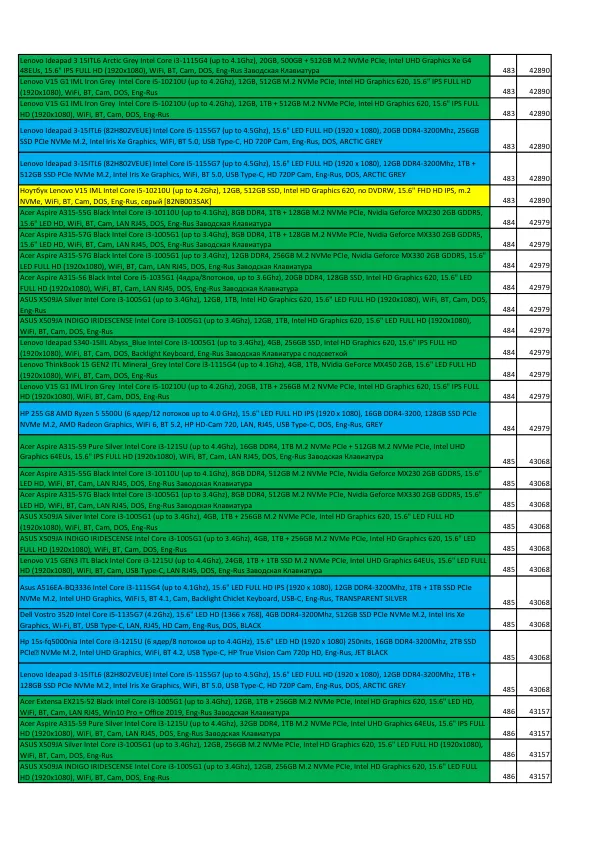 Lenovo Ideapad 3 15ITL6 Arctic Grey Intel Core i3-1115G4 (up to 4.1Ghz), 20GB, 500GB + 512GB M.2 NVMe PCIe, Intel UHD Graphics Xe G4
48EUs, 15.6" IPS FULL HD (1920x1080), WiFi, BT, Cam, DOS, Eng-Rus Заводская Клавиатура 483 42890
Lenovo V15 G1 IML Iron Grey Intel Core i5-10210U (up to 4.2Ghz), 12GB, 512GB M.2 NVMe PCIe, Intel HD Graphics 620, 15.6" IPS FULL HD
(1920x1080), WiFi, BT, Cam, DOS, Eng-Rus 483 42890
Lenovo V15 G1 IML Iron Grey Intel Core i5-10210U (up to 4.2Ghz), 12GB, 1TB + 512GB M.2 NVMe PCIe, Intel HD Graphics 620, 15.6" IPS FULL
HD (1920x1080), WiFi, BT, Cam, DOS, Eng-Rus 483 42890
Lenovo Ideapad 3-15ITL6 (82H802VEUE) Intel Core i5-1155G7 (up to 4.5Ghz), 15.6" LED FULL HD (1920 x 1080), 20GB DDR4-3200Mhz, 256GB
SSD PCIe NVMe M.2, Intel Iris Xe Graphics, WiFi, BT 5.0, USB Type-C, HD 720P Cam, Eng-Rus, DOS, ARCTIC GREY 483 42890
Lenovo Ideapad 3-15ITL6 (82H802VEUE) Intel Core i5-1155G7 (up to 4.5Ghz), 15.6" LED FULL HD (1920 x 1080), 12GB DDR4-3200Mhz, 1TB +
512GB SSD PCIe NVMe M.2, Intel Iris Xe Graphics, WiFi, BT 5.0, USB Type-C, HD 720P Cam, Eng-Rus, DOS, ARCTIC GREY 483 42890
Ноутбук Lenovo V15 IML Intel Core i5-10210U (up to 4.2Ghz), 12GB, 512GB SSD, Intel HD Graphics 620, no DVDRW, 15.6" FHD HD IPS, m.2
NVMe, WiFi, BT, Cam, DOS, Eng-Rus, серый [82NB003SAK] 483 42890
Acer Aspire A315-55G Black Intel Core i3-10110U (up to 4.1Ghz), 8GB DDR4, 1TB + 128GB M.2 NVMe PCIe, Nvidia Geforce MX230 2GB GDDR5,
15.6" LED HD, WiFi, BT, Cam, LAN RJ45, DOS, Eng-Rus Заводская Клавиатура 484 42979
Acer Aspire A315-57G Black Intel Core i3-1005G1 (up to 3.4Ghz), 8GB DDR4, 1TB + 128GB M.2 NVMe PCIe, Nvidia Geforce MX330 2GB GDDR5,
15.6" LED HD, WiFi, BT, Cam, LAN RJ45, DOS, Eng-Rus Заводская Клавиатура 484 42979
Acer Aspire A315-57G Black Intel Core i3-1005G1 (up to 3.4Ghz), 12GB DDR4, 256GB M.2 NVMe PCIe, Nvidia Geforce MX330 2GB GDDR5, 15.6"
LED FULL HD (1920x1080), WiFi, BT, Cam, LAN RJ45, DOS, Eng-Rus Заводская Клавиатура 484 42979
Acer Aspire A315-56 Black Intel Core i5-1035G1 (4ядра/8потоков, up to 3.6Ghz), 20GB DDR4, 128GB SSD, Intel HD Graphics 620, 15.6" LED
FULL HD (1920x1080), WiFi, BT, Cam, LAN RJ45, DOS, Eng-Rus Заводская Клавиатура 484 42979
ASUS X509JA Silver Intel Core i3-1005G1 (up to 3.4Ghz), 12GB, 1TB, Intel HD Graphics 620, 15.6" LED FULL HD (1920x1080), WiFi, BT, Cam, DOS,
Eng-Rus 484 42979
ASUS X509JA INDIGO IRIDESCENSE Intel Core i3-1005G1 (up to 3.4Ghz), 12GB, 1TB, Intel HD Graphics 620, 15.6" LED FULL HD (1920x1080),
WiFi, BT, Cam, DOS, Eng-Rus 484 42979
Lenovo Ideapad S340-15IIL Abyss_Blue Intel Core i3-1005G1 (up to 3.4Ghz), 4GB, 256GB SSD, Intel HD Graphics 620, 15.6" IPS FULL HD
(1920x1080), WiFi, BT, Cam, DOS, Backlight Keyboard, Eng-Rus Заводская Клавиатура с подсветкой 484 42979
Lenovo ThinkBook 15 GEN2 ITL Mineral_Grey Intel Core i3-1115G4 (up to 4.1Ghz), 4GB, 1TB, NVidia GeForce MX450 2GB, 15.6" LED FULL HD
(1920x1080), WiFi, BT, Cam, DOS, Eng-Rus 484 42979
Lenovo V15 G1 IML Iron Grey Intel Core i5-10210U (up to 4.2Ghz), 20GB, 1TB + 256GB M.2 NVMe PCIe, Intel HD Graphics 620, 15.6" IPS FULL
HD (1920x1080), WiFi, BT, Cam, DOS, Eng-Rus 484 42979
HP 255 G8 AMD Ryzen 5 5500U (6 ядер/12 потоков up to 4.0 GHz), 15.6" LED FULL HD IPS (1920 x 1080), 16GB DDR4-3200, 128GB SSD PCIe
NVMe M.2, AMD Radeon Graphics, WiFi 6, BT 5.2, HP HD-Cam 720, LAN RJ45, USB Type-C, DOS, Eng-Rus, GREY 484 42979
Acer Aspire A315-59 Pure Silver Intel Core i3-1215U (up to 4.4Ghz), 16GB DDR4, 1TB M.2 NVMe PCIe + 512GB M.2 NVMe PCIe, Intel UHD
Graphics 64EUs, 15.6" IPS FULL HD (1920x1080), WiFi, BT, Cam, LAN RJ45, DOS, Eng-Rus Заводская Клавиатура 485 43068
Acer Aspire A315-55G Black Intel Core i3-10110U (up to 4.1Ghz), 8GB DDR4, 512GB M.2 NVMe PCIe, Nvidia Geforce MX230 2GB GDDR5, 15.6"
LED HD, WiFi, BT, Cam, LAN RJ45, DOS, Eng-Rus Заводская Клавиатура 485 43068
Acer Aspire A315-57G Black Intel Core i3-1005G1 (up to 3.4Ghz), 8GB DDR4, 512GB M.2 NVMe PCIe, Nvidia Geforce MX330 2GB GDDR5, 15.6"
LED HD, WiFi, BT, Cam, LAN RJ45, DOS, Eng-Rus Заводская Клавиатура 485 43068
ASUS X509JA Silver Intel Core i3-1005G1 (up to 3.4Ghz), 4GB, 1TB + 256GB M.2 NVMe PCIe, Intel HD Graphics 620, 15.6" LED FULL HD
(1920x1080), WiFi, BT, Cam, DOS, Eng-Rus 485 43068
ASUS X509JA INDIGO IRIDESCENSE Intel Core i3-1005G1 (up to 3.4Ghz), 4GB, 1TB + 256GB M.2 NVMe PCIe, Intel HD Graphics 620, 15.6" LED
FULL HD (1920x1080), WiFi, BT, Cam, DOS, Eng-Rus 485 43068
Lenovo V15 GEN3 ITL Black Intel Core i3-1215U (up to 4.2Ghz), 24GB, 1TB + 1TB SSD M.2 NVMe PCIe, Intel UHD Graphics 64EUs, 15.6" LED
FULL HD (1920x1080), WiFi, BT, Cam, USB Type-C, LAN RJ45, DOS, Eng-Rus Заводская Клавиатура 485 43068
Asus A516EA-BQ3336 Intel Core i3-1115G4 (up to 4.1Ghz), 15.6" LED FULL HD IPS (1920 x 1080), 12GB DDR4-3200Mhz, 1TB + 1TB SSD PCIe
NVMe M.2, Intel UHD Graphics, WiFi 5, BT 4.1, Cam, Backlight Chiclet Keyboard, USB-C, Eng-Rus, TRANSPARENT SILVER 485 43068
Dell Vostro 3520 Intel Core i5-1135G7 (4.2Ghz), 15.6" LED HD (1366 x 768), 4GB DDR4-3200Mhz, 512GB SSD PCIe NVMe M.2, Intel Iris Xe
Graphics, Wi-Fi, BT, USB Type-C, LAN, RJ-45, HD Cam, Eng-Rus, DOS, BLACK 485 43068
Hp 15s-fq5000nia Intel Core i3-1215U (6 ядер/8 потоков up to 4.4GHz), 15.6" LED HD (1920 x 1080) 250nits, 16GB DDR4-3200Mhz, 2TB SSD
PCIe® NVMe M.2, Intel UHD Graphics, WiFi, BT 4.2, USB Type-C, HP True Vision Cam 720p HD, Eng-Rus, JET BLACK 485 43068
Lenovo Ideapad 3-15ITL6 (82H802VEUE) Intel Core i5-1155G7 (up to 4.5Ghz), 15.6" LED FULL HD (1920 x 1080), 12GB DDR4-3200Mhz, 1TB +
128GB SSD PCIe NVMe M.2, Intel Iris Xe Graphics, WiFi, BT 5.0, USB Type-C, HD 720P Cam, Eng-Rus, DOS, ARCTIC GREY 485 43068
Acer Extensa EX215-52 Black Intel Core i3-1005G1 (up to 3.4Ghz), 12GB, 1TB + 256GB M.2 NVMe PCIe, Intel HD Graphics 620, 15.6" LED HD,
WiFi, BT, Cam, LAN RJ45, Win10 Pro + Office 2019, Eng-Rus Заводская Клавиатура 486 43157
Acer Aspire A315-59 Pure Silver Intel Core i3-1215U (up to 4.4Ghz), 32GB DDR4, 1TB M.2 NVMe PCIe, Intel UHD Graphics 64EUs, 15.6" IPS FULL
HD (1920x1080), WiFi, BT, Cam, LAN RJ45, DOS, Eng-Rus Заводская Клавиатура 486 43157
ASUS X509JA Silver Intel Core i3-1005G1 (up to 3.4Ghz), 12GB, 256GB M.2 NVMe PCIe, Intel HD Graphics 620, 15.6" LED FULL HD (1920x1080),
WiFi, BT, Cam, DOS, Eng-Rus 486 43157
ASUS X509JA INDIGO IRIDESCENSE Intel Core i3-1005G1 (up to 3.4Ghz), 12GB, 256GB M.2 NVMe PCIe, Intel HD Graphics 620, 15.6" LED FULL
HD (1920x1080), WiFi, BT, Cam, DOS, Eng-Rus 486 43157